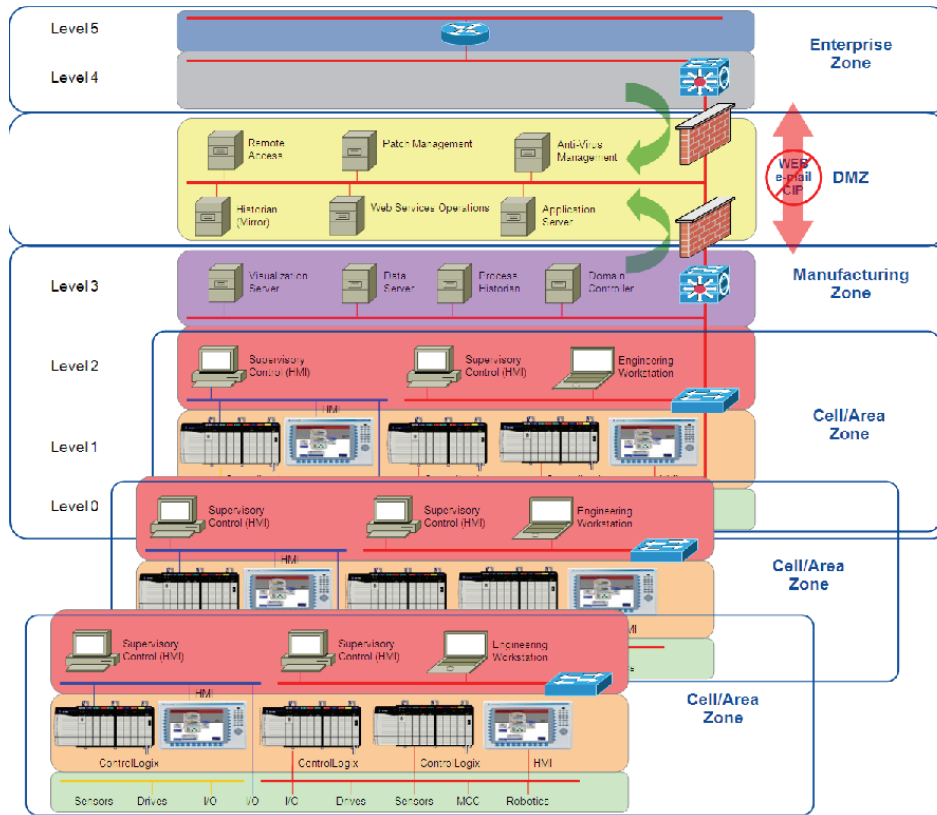 Level 5
Enterprise
Zone
Level 4
Remote
Access
Patch Management
Anti-Virus
Management
WEB
e-mail
CIP
DMZ
Historian
(Mirror)
Web Services Operations
Application
Server
Level 3
Visualization
Server
Data
Server
Process
Historian
Domain
Controller
Manufacturing
Zone
Level 2
Supervisory
Control (HMI)
Supervisory
Control (HMI)
Engineering
Workstation
HMI
Cell/Area
Zone
Level 1
Level 0
Supervisory
Control (HMI)
Supervisory
Control (HMI)
Engineering
Workstation
HMI
Cell/Area
Zone
Supervisory
Control (HMI)
Supervisory
Control (HMI)
Engineering
Workstation
HMI
Cell/Area
Zone
ControlLogix
ControlLogix
ControlLogix
HMI
Sensors
Drives
I/O
I/O
I/O
Drives
Sensors
MCC
Robotics